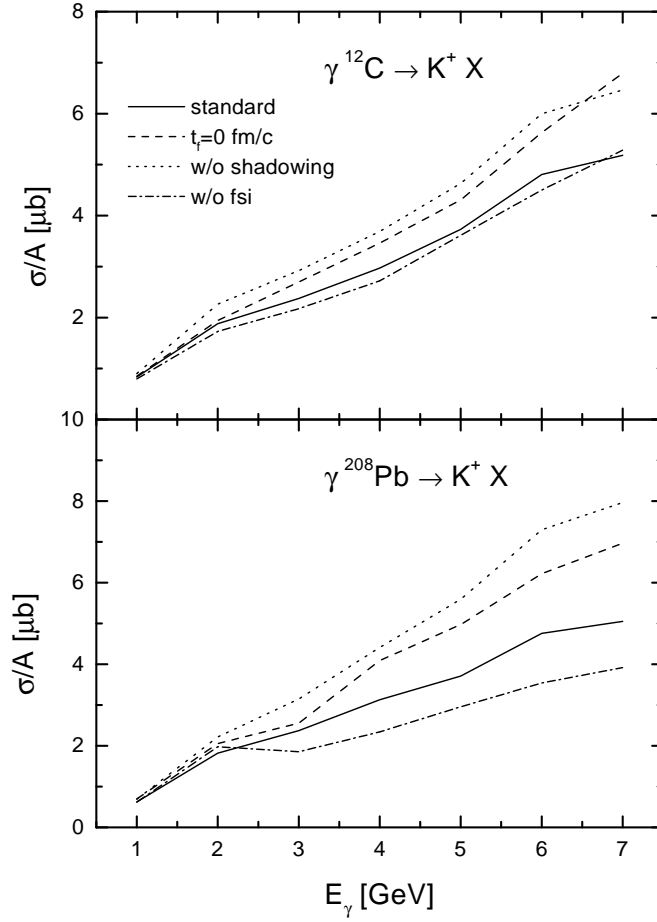 8
γ ¹²C → K⁺ X
standard
t_f=0 fm/c
w/o shadowing
w/o fsi
6
4
2
σ/A [μb]
10
γ ²⁰⁸Pb → K⁺ X
8
6
4
2
0
σ/A [μb]
1 2 3 4 5 6 7
E_γ [GeV]